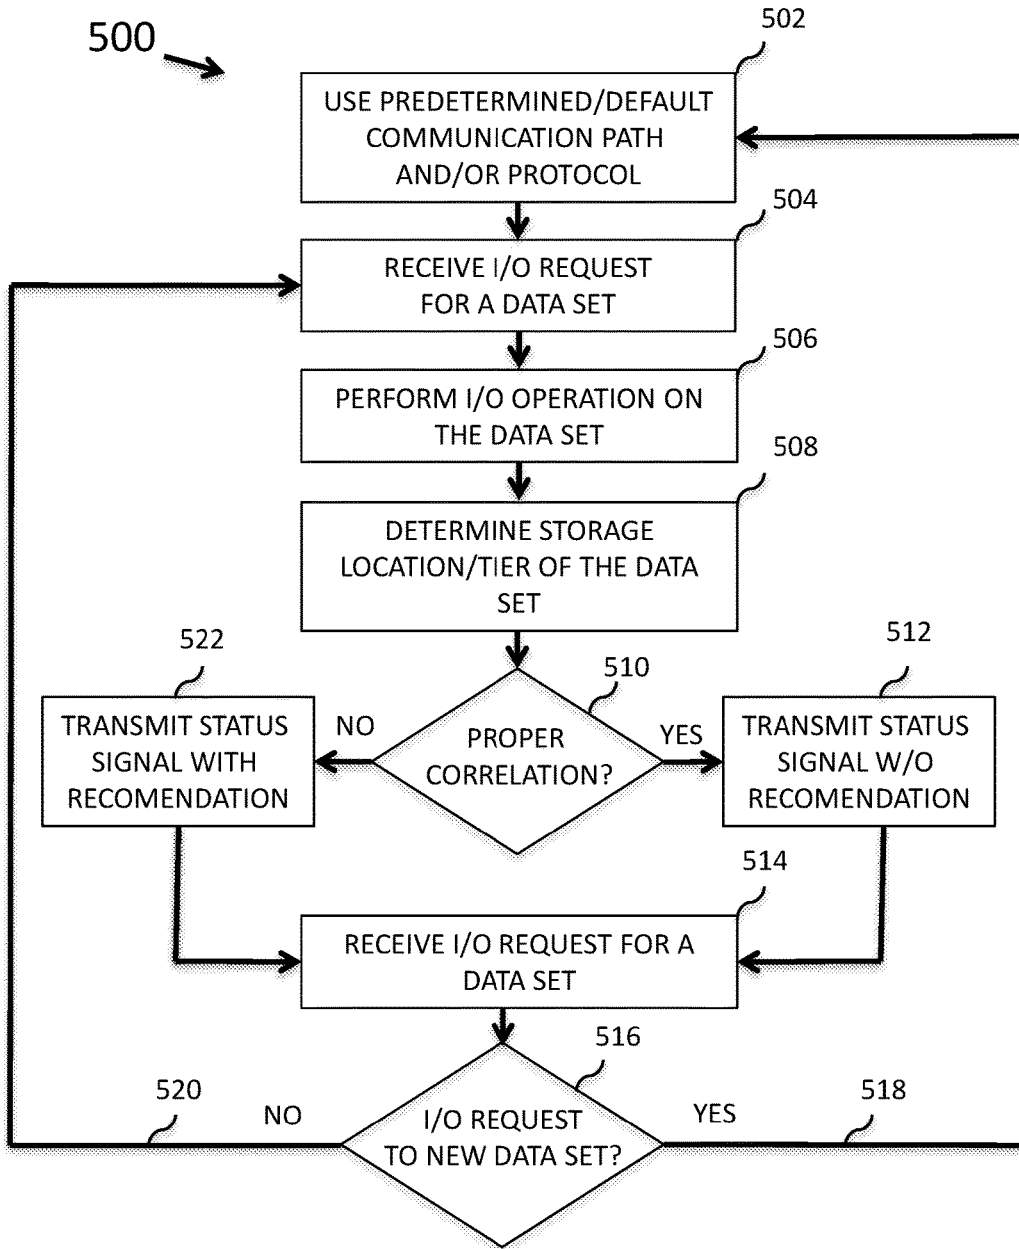 500
502
USE PREDETERMINED/DEFAULT
COMMUNICATION PATH
AND/OR PROTOCOL
504
RECEIVE I/O REQUEST
FOR A DATA SET
506
PERFORM I/O OPERATION ON
THE DATA SET
508
DETERMINE STORAGE
LOCATION/TIER OF THE DATA
SET
510
PROPER
CORRELATION?
NO
YES
522
TRANSMIT STATUS
SIGNAL WITH
RECOMENDATION
512
TRANSMIT STATUS
SIGNAL W/O
RECOMENDATION
514
RECEIVE I/O REQUEST FOR A
DATA SET
516
I/O REQUEST
TO NEW DATA SET?
520
NO
YES
518